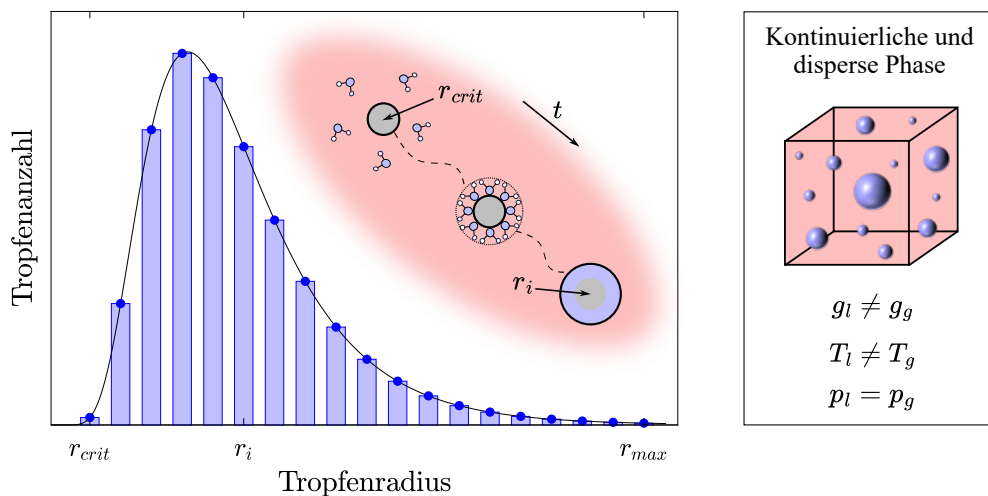 Tropfenanzahl
r_crit
t
r_i
r_crit
r_i
r_max
Tropfenradius
Kontinuierliche und
disperse Phase
g_l ≠ g_g
T_l ≠ T_g
p_l = p_g